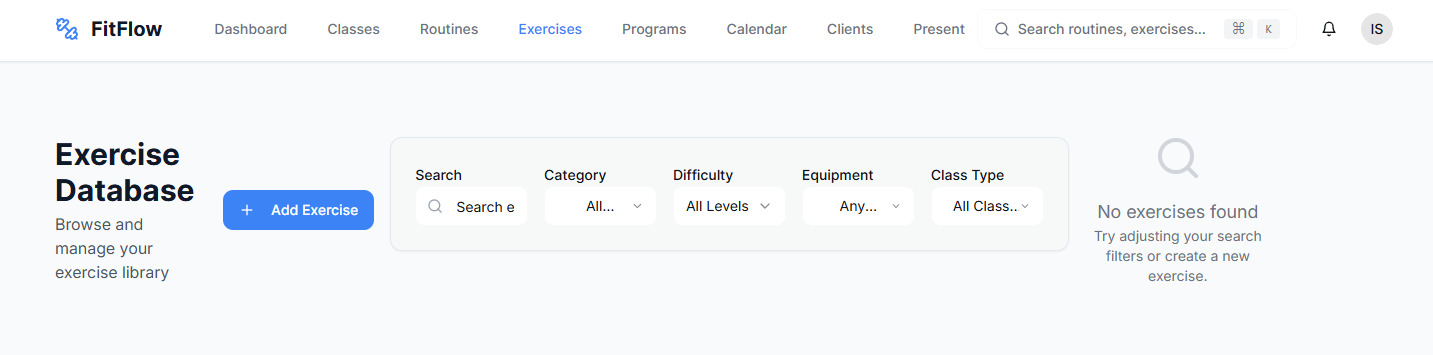 FitFlow
Dashboard
Classes
Routines
Exercises
Programs
Calendar
Clients
Present
Search routines, exercises...
⌘
K
IS
Exercise
Database
Browse and
manage your
exercise library
Add Exercise
Search
Search e
Category
All...
Difficulty
All Levels
Equipment
Any...
Class Type
All Class...
No exercises found
Try adjusting your search
filters or create a new
exercise.